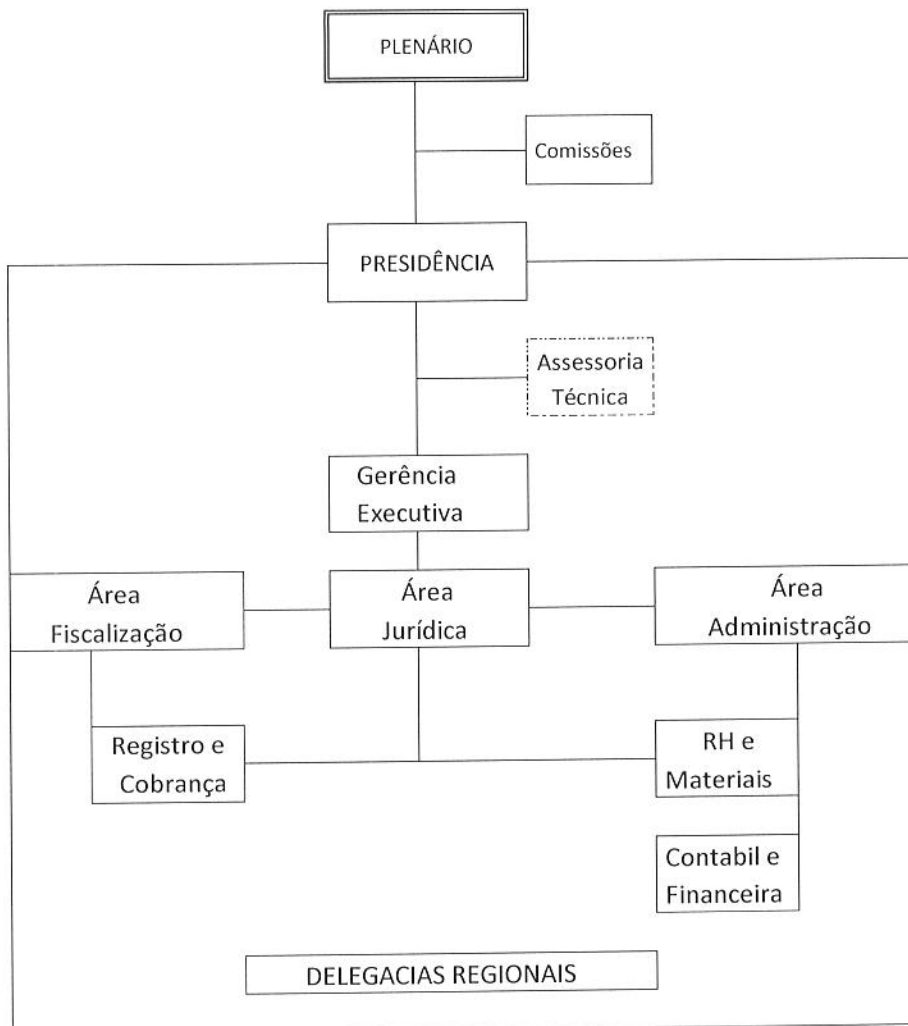 PLENÁRIO
Comissões
PRESIDÊNCIA
Assessoria
Técnica
Gerência
Executiva
Área
Fiscalização
Área
Jurídica
Área
Administração
Registro e
Cobrança
RH e
Materiais
Contabil e
Financeira
DELEGACIAS REGIONAIS